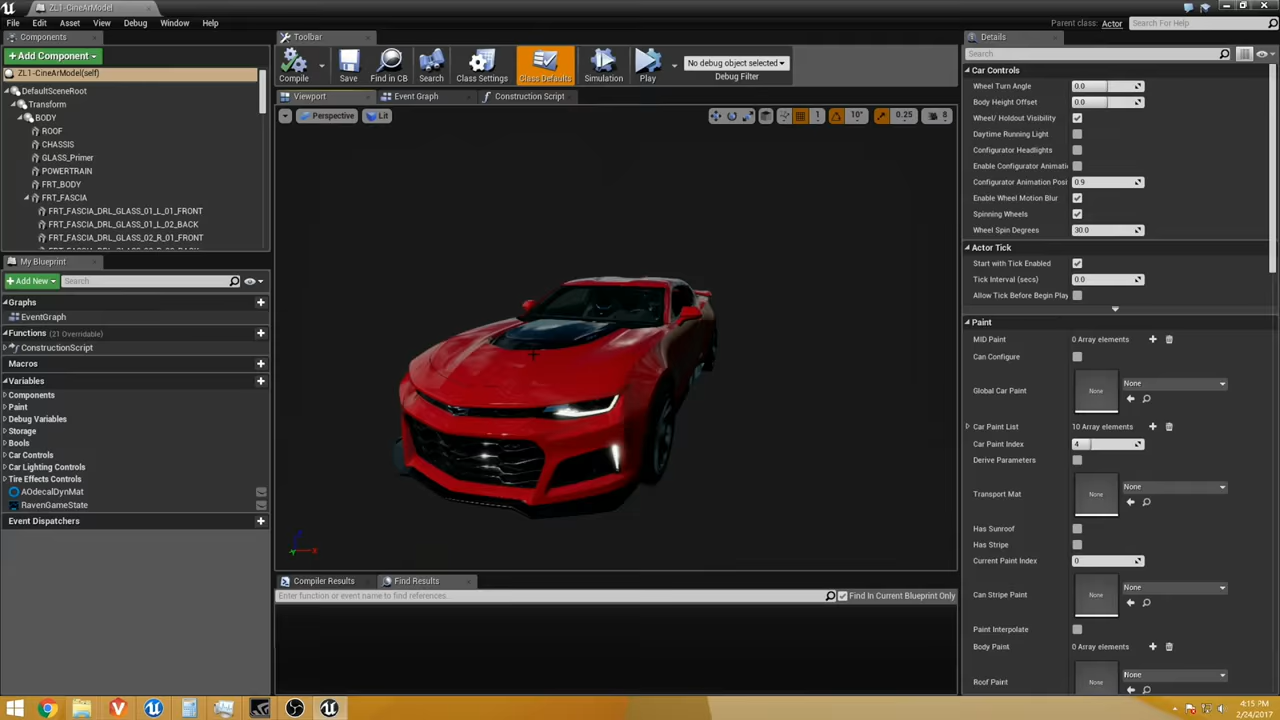 ZL1-CineArModel
File Edit Asset View Debug Window Help
Parent class: Actor
Search For Help
Components
+ Add Component
ZL1-CineArModel(self)
DefaultSceneRoot
Transform
BODY
ROOF
CHASSIS
GLASS_Primer
POWERTRAIN
FRT_BODY
FRT_FASCIA
FRT_FASCIA_DRL_GLASS_01_L_01_FRONT
FRT_FASCIA_DRL_GLASS_01_L_02_BACK
FRT_FASCIA_DRL_GLASS_02_R_01_FRONT
My Blueprint
+ Add New
Search
Graphs
EventGraph
Functions (21 Overridable)
ConstructionScript
Macros
Variables
Components
Paint
Debug Variables
Storage
Bools
Car Controls
Car Lighting Controls
Tire Effects Controls
AOdecalDynMat
RavenGameState
Event Dispatchers
Toolbar
Compile
Save
Find in CB
Search
Class Settings
Class Defaults
Simulation
Play
No debug object selected
Debug Filter
Viewport
Event Graph
Construction Script
Perspective
Lit
1
10°
0.25
8
X
Compiler Results
Find Results
Enter function or event name to find references...
Find In Current Blueprint Only
Details
Search
Car Controls
Wheel Turn Angle 0.0
Body Height Offset 0.0
Wheel/ Holdout Visibility
Daytime Running Light
Configurator Headlights
Enable Configurator Animati
Configurator Animation Posi 0.9
Enable Wheel Motion Blur
Spinning Wheels
Wheel Spin Degrees 30.0
Actor Tick
Start with Tick Enabled
Tick Interval (secs) 0.0
Allow Tick Before Begin Play
Paint
MID Paint 0 Array elements
Can Configure
Global Car Paint None None
Car Paint List 10 Array elements
Car Paint Index 4
Derive Parameters
Transport Mat None None
Has Sunroof
Has Stripe
Current Paint Index 0
Can Stripe Paint None None
Paint Interpolate
Body Paint 0 Array elements
Roof Paint None None
4:15 PM
2/24/2017